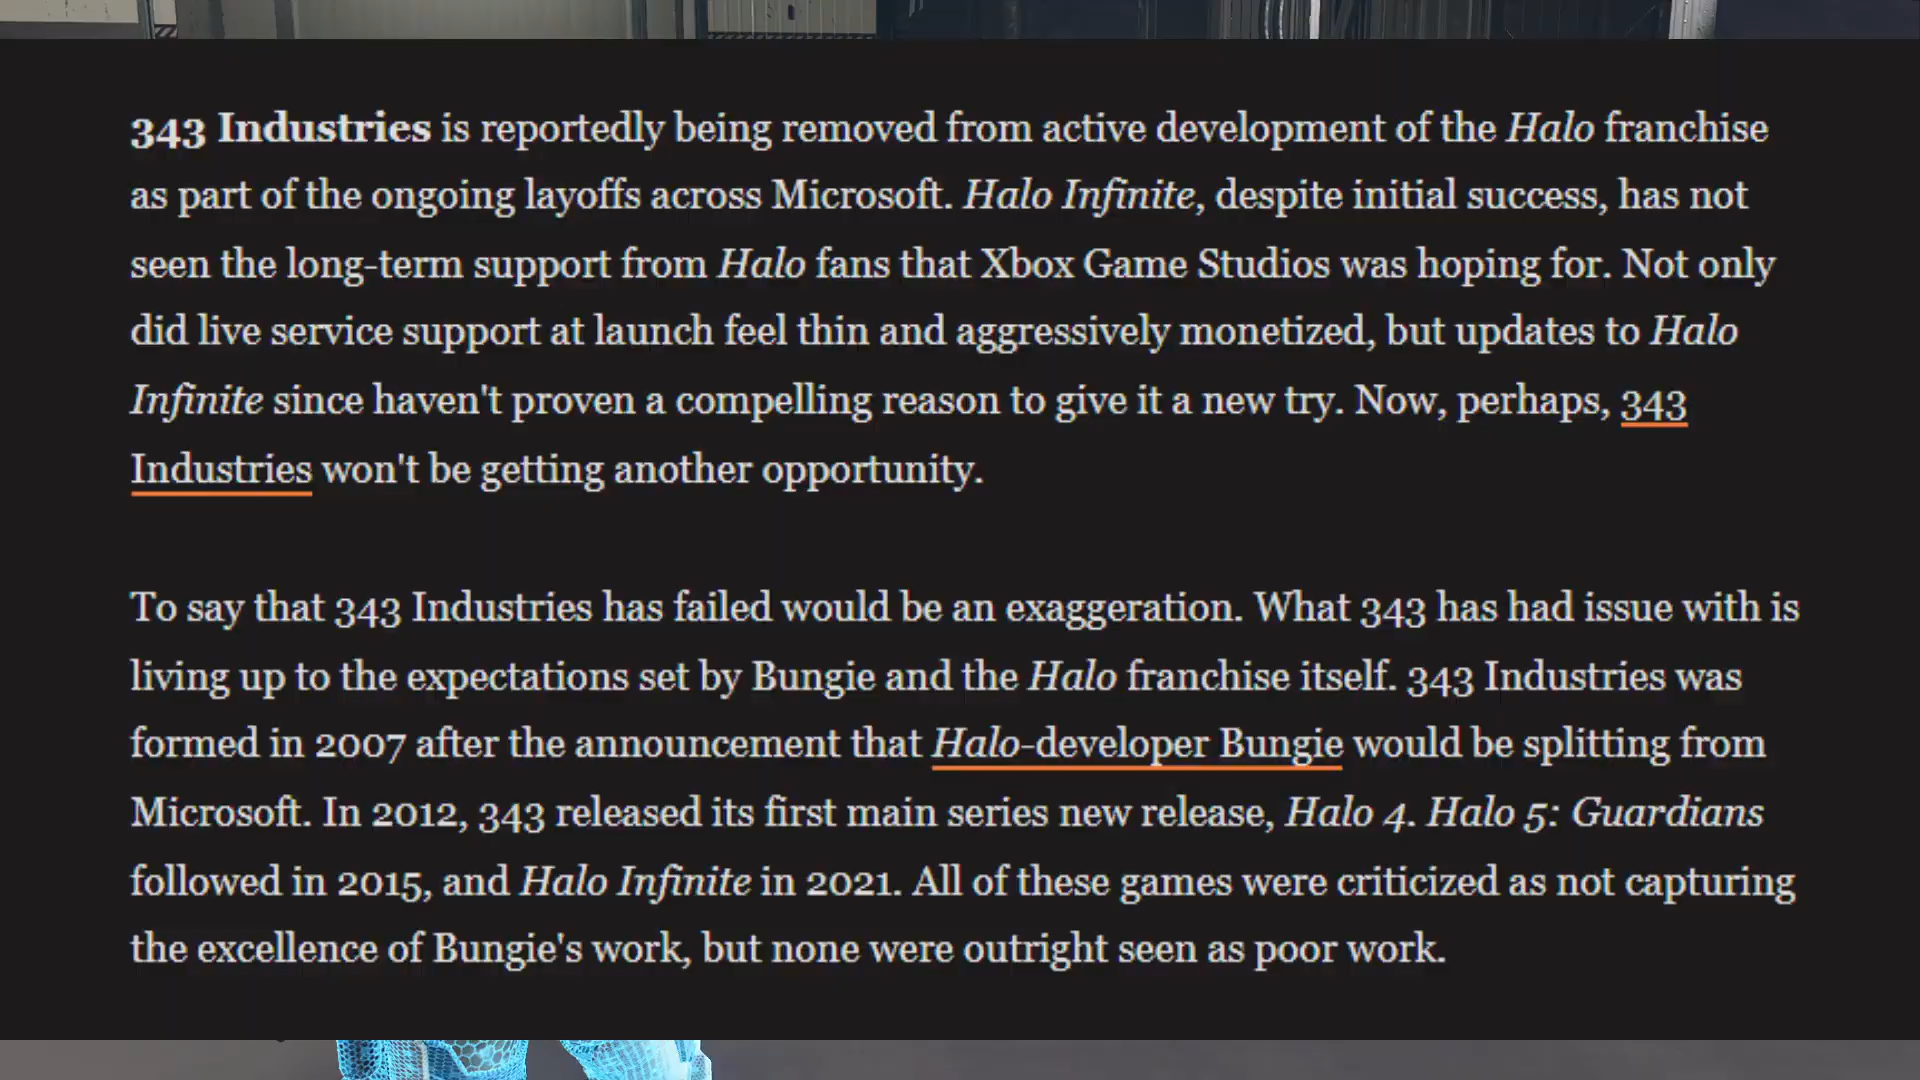 343 Industries is reportedly being removed from active development of the Halo franchise
as part of the ongoing layoffs across Microsoft. Halo Infinite, despite initial success, has not
seen the long-term support from Halo fans that Xbox Game Studios was hoping for. Not only
did live service support at launch feel thin and aggressively monetized, but updates to Halo
Infinite since haven't proven a compelling reason to give it a new try. Now, perhaps, 343
Industries won't be getting another opportunity.
To say that 343 Industries has failed would be an exaggeration. What 343 has had issue with is
living up to the expectations set by Bungie and the Halo franchise itself. 343 Industries was
formed in 2007 after the announcement that Halo-developer Bungie would be splitting from
Microsoft. In 2012, 343 released its first main series new release, Halo 4. Halo 5: Guardians
followed in 2015, and Halo Infinite in 2021. All of these games were criticized as not capturing
the excellence of Bungie's work, but none were outright seen as poor work.